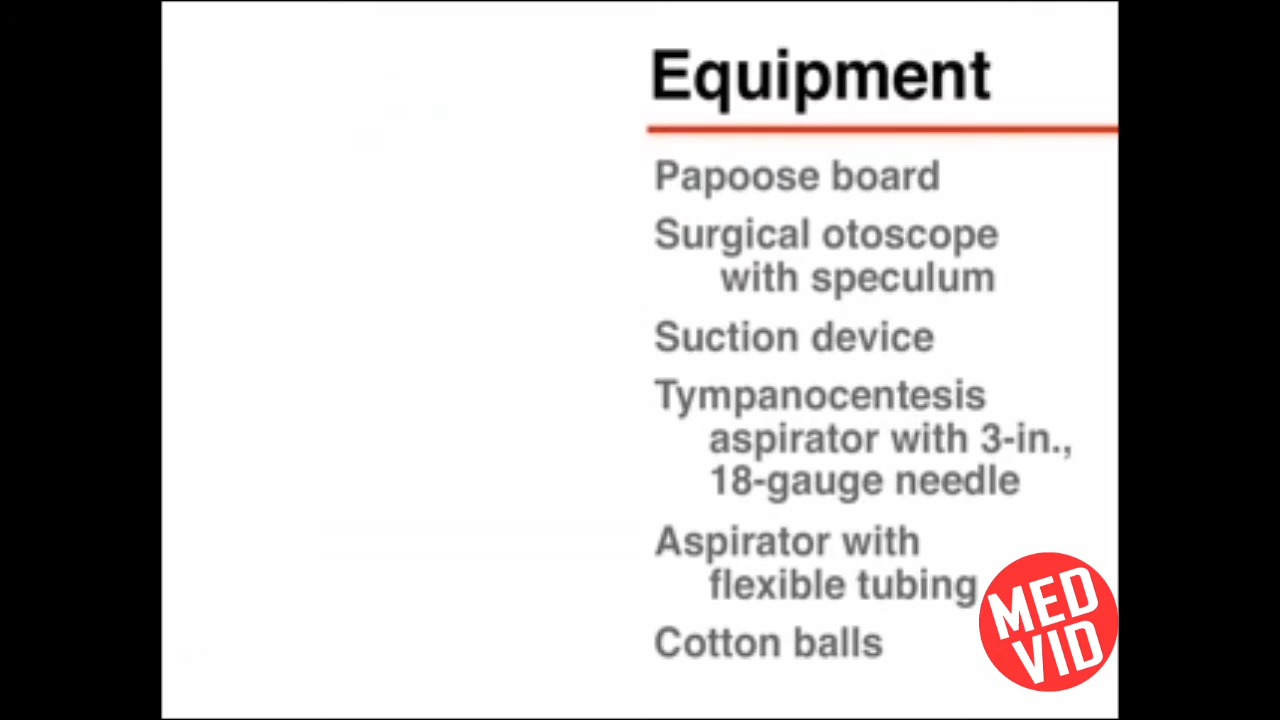 Equipment
Papoose board
Surgical otoscope
with speculum
Suction device
Tympanocentesis
aspirator with 3-in.,
18-gauge needle
Aspirator with
flexible tubing
Cotton balls
MED
VID